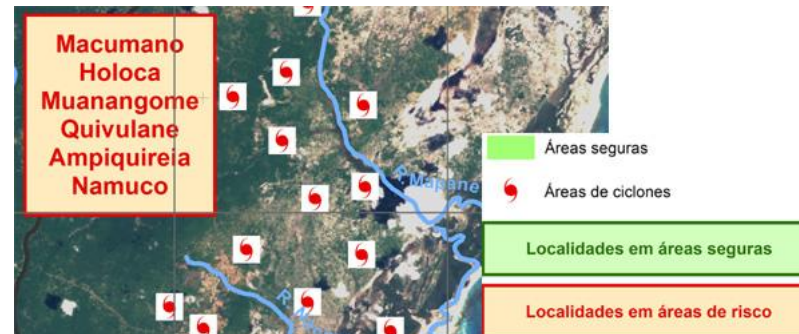 Macumano
Holoca
Muanangome
Quivulane
Ampiquireia
Namuco
R. Mapane
Áreas seguras
Áreas de ciclones
Localidades em áreas seguras
Localidades em áreas de risco